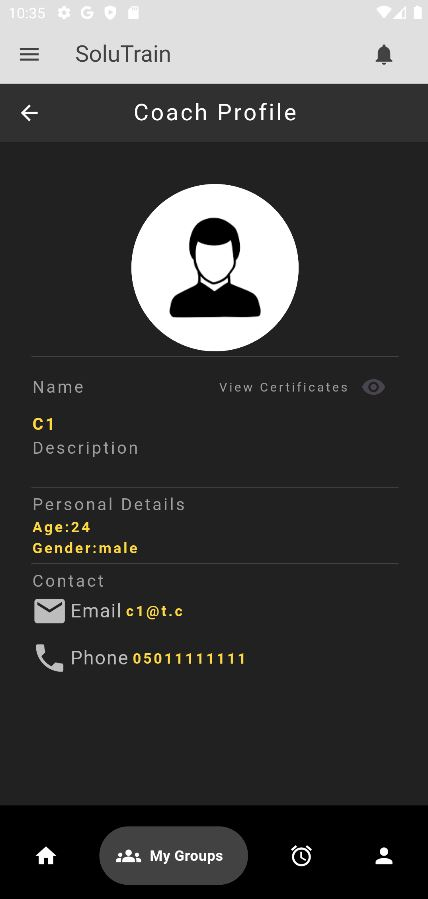 10:35
SoluTrain
Coach Profile
Name
View Certificates
C1
Description
Personal Details
Age:24
Gender:male
Contact
Email c1@t.c
Phone 05011111111
My Groups